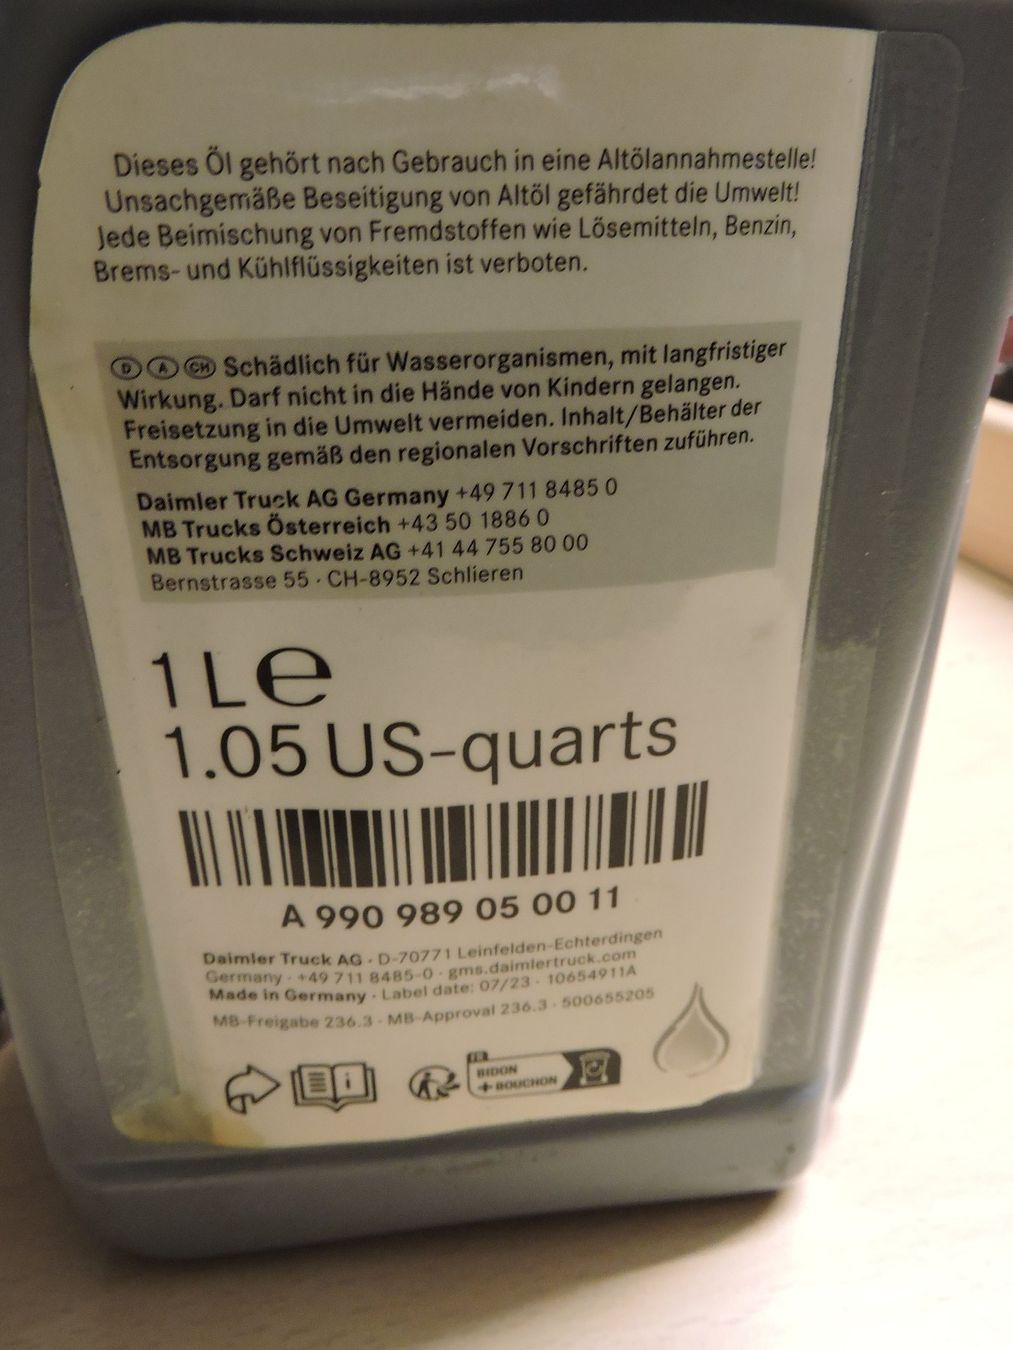 Dieses Öl gehört nach Gebrauch in eine Altölannahmestelle!
Unsachgemäße Beseitigung von Altöl gefährdet die Umwelt!
Jede Beimischung von Fremdstoffen wie Lösemitteln, Benzin,
Brems- und Kühlflüssigkeiten ist verboten.
D A CH Schädlich für Wasserorganismen, mit langfristiger
Wirkung. Darf nicht in die Hände von Kindern gelangen.
Freisetzung in die Umwelt vermeiden. Inhalt/Behälter der
Entsorgung gemäß den regionalen Vorschriften zuführen.
Daimler Truck AG Germany +49 711 8485 0
MB Trucks Österreich +43 50 1886 0
MB Trucks Schweiz AG +41 44 755 80 00
Bernstrasse 55 · CH-8952 Schlieren
1 L e
1.05 US-quarts
A 990 989 05 00 11
Daimler Truck AG · D-70771 Leinfelden-Echterdingen
Germany · +49 711 8485-0 · gms.daimlertruck.com
Made in Germany · Label date: 07/23 · 10654911A
MB-Freigabe 236.3 · MB-Approval 236.3 · 500655205
FR
BIDON
+ BOUCHON